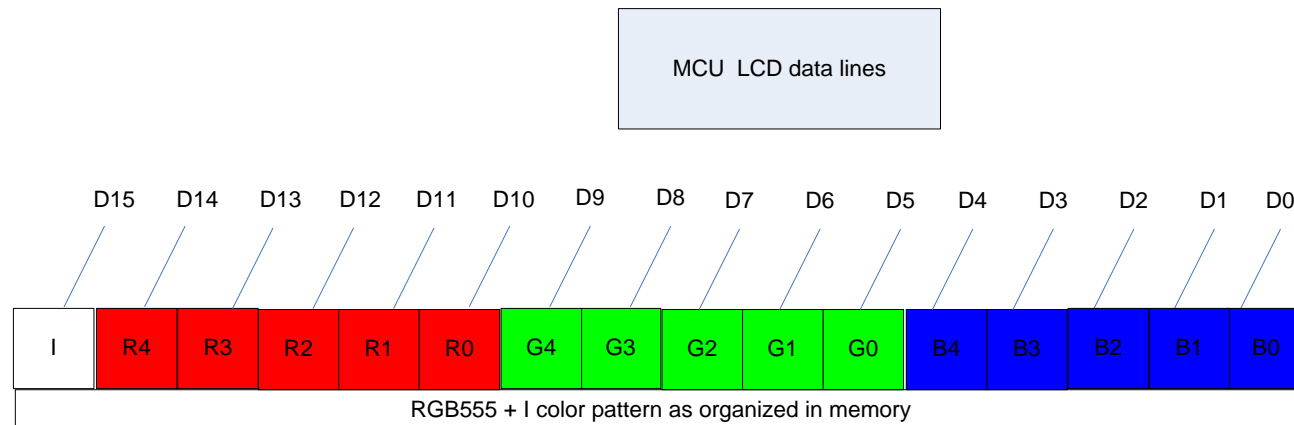 MCU LCD data lines
D15 D14 D13 D12 D11 D10 D9 D8 D7 D6 D5 D4 D3 D2 D1 D0
I R4 R3 R2 R1 R0 G4 G3 G2 G1 G0 B4 B3 B2 B1 B0
RGB555 + I color pattern as organized in memory